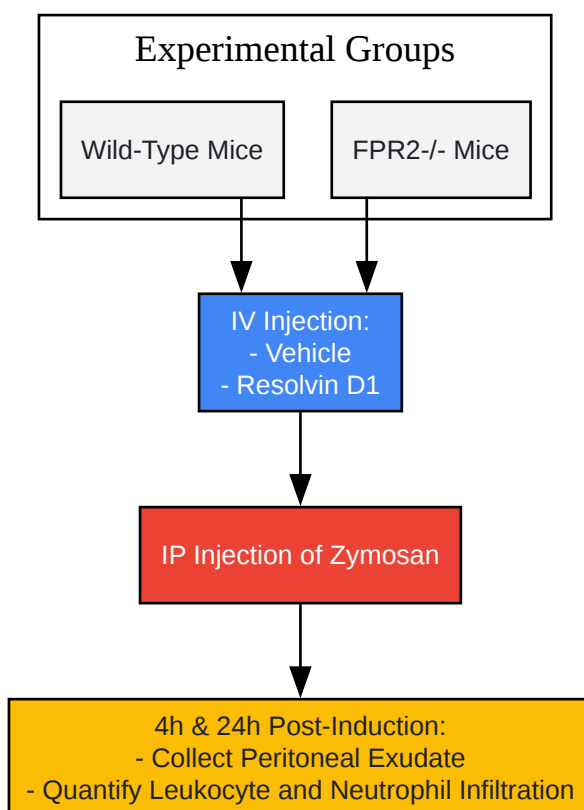 Experimental Groups
Wild-Type Mice
FPR2-/- Mice
IV Injection:
- Vehicle
- Resolvin D1
IP Injection of Zymosan
4h & 24h Post-Induction:
- Collect Peritoneal Exudate
- Quantify Leukocyte and Neutrophil Infiltration